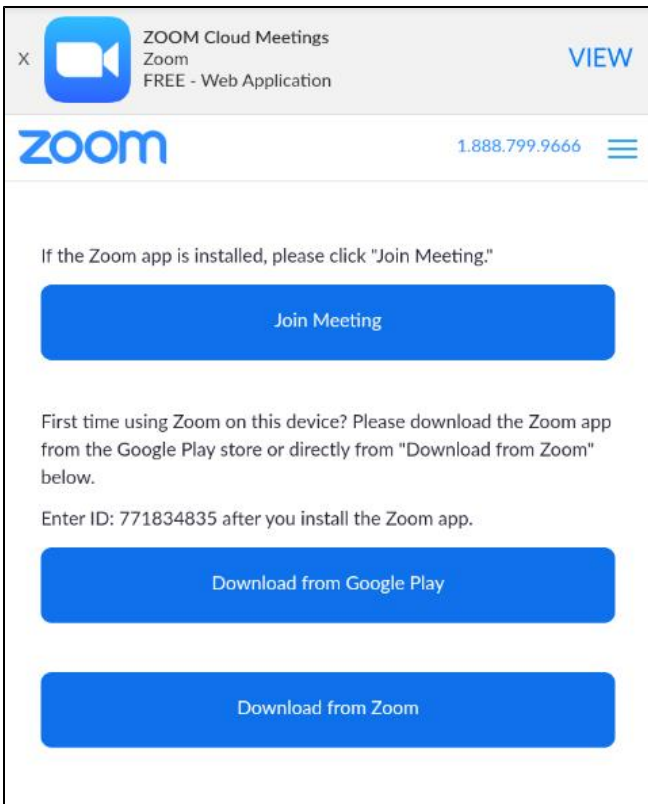 X
ZOOM Cloud Meetings
Zoom
FREE - Web Application
VIEW
zoom
1.888.799.9666
If the Zoom app is installed, please click "Join Meeting."
Join Meeting
First time using Zoom on this device? Please download the Zoom app
from the Google Play store or directly from "Download from Zoom"
below.
Enter ID: 771834835 after you install the Zoom app.
Download from Google Play
Download from Zoom